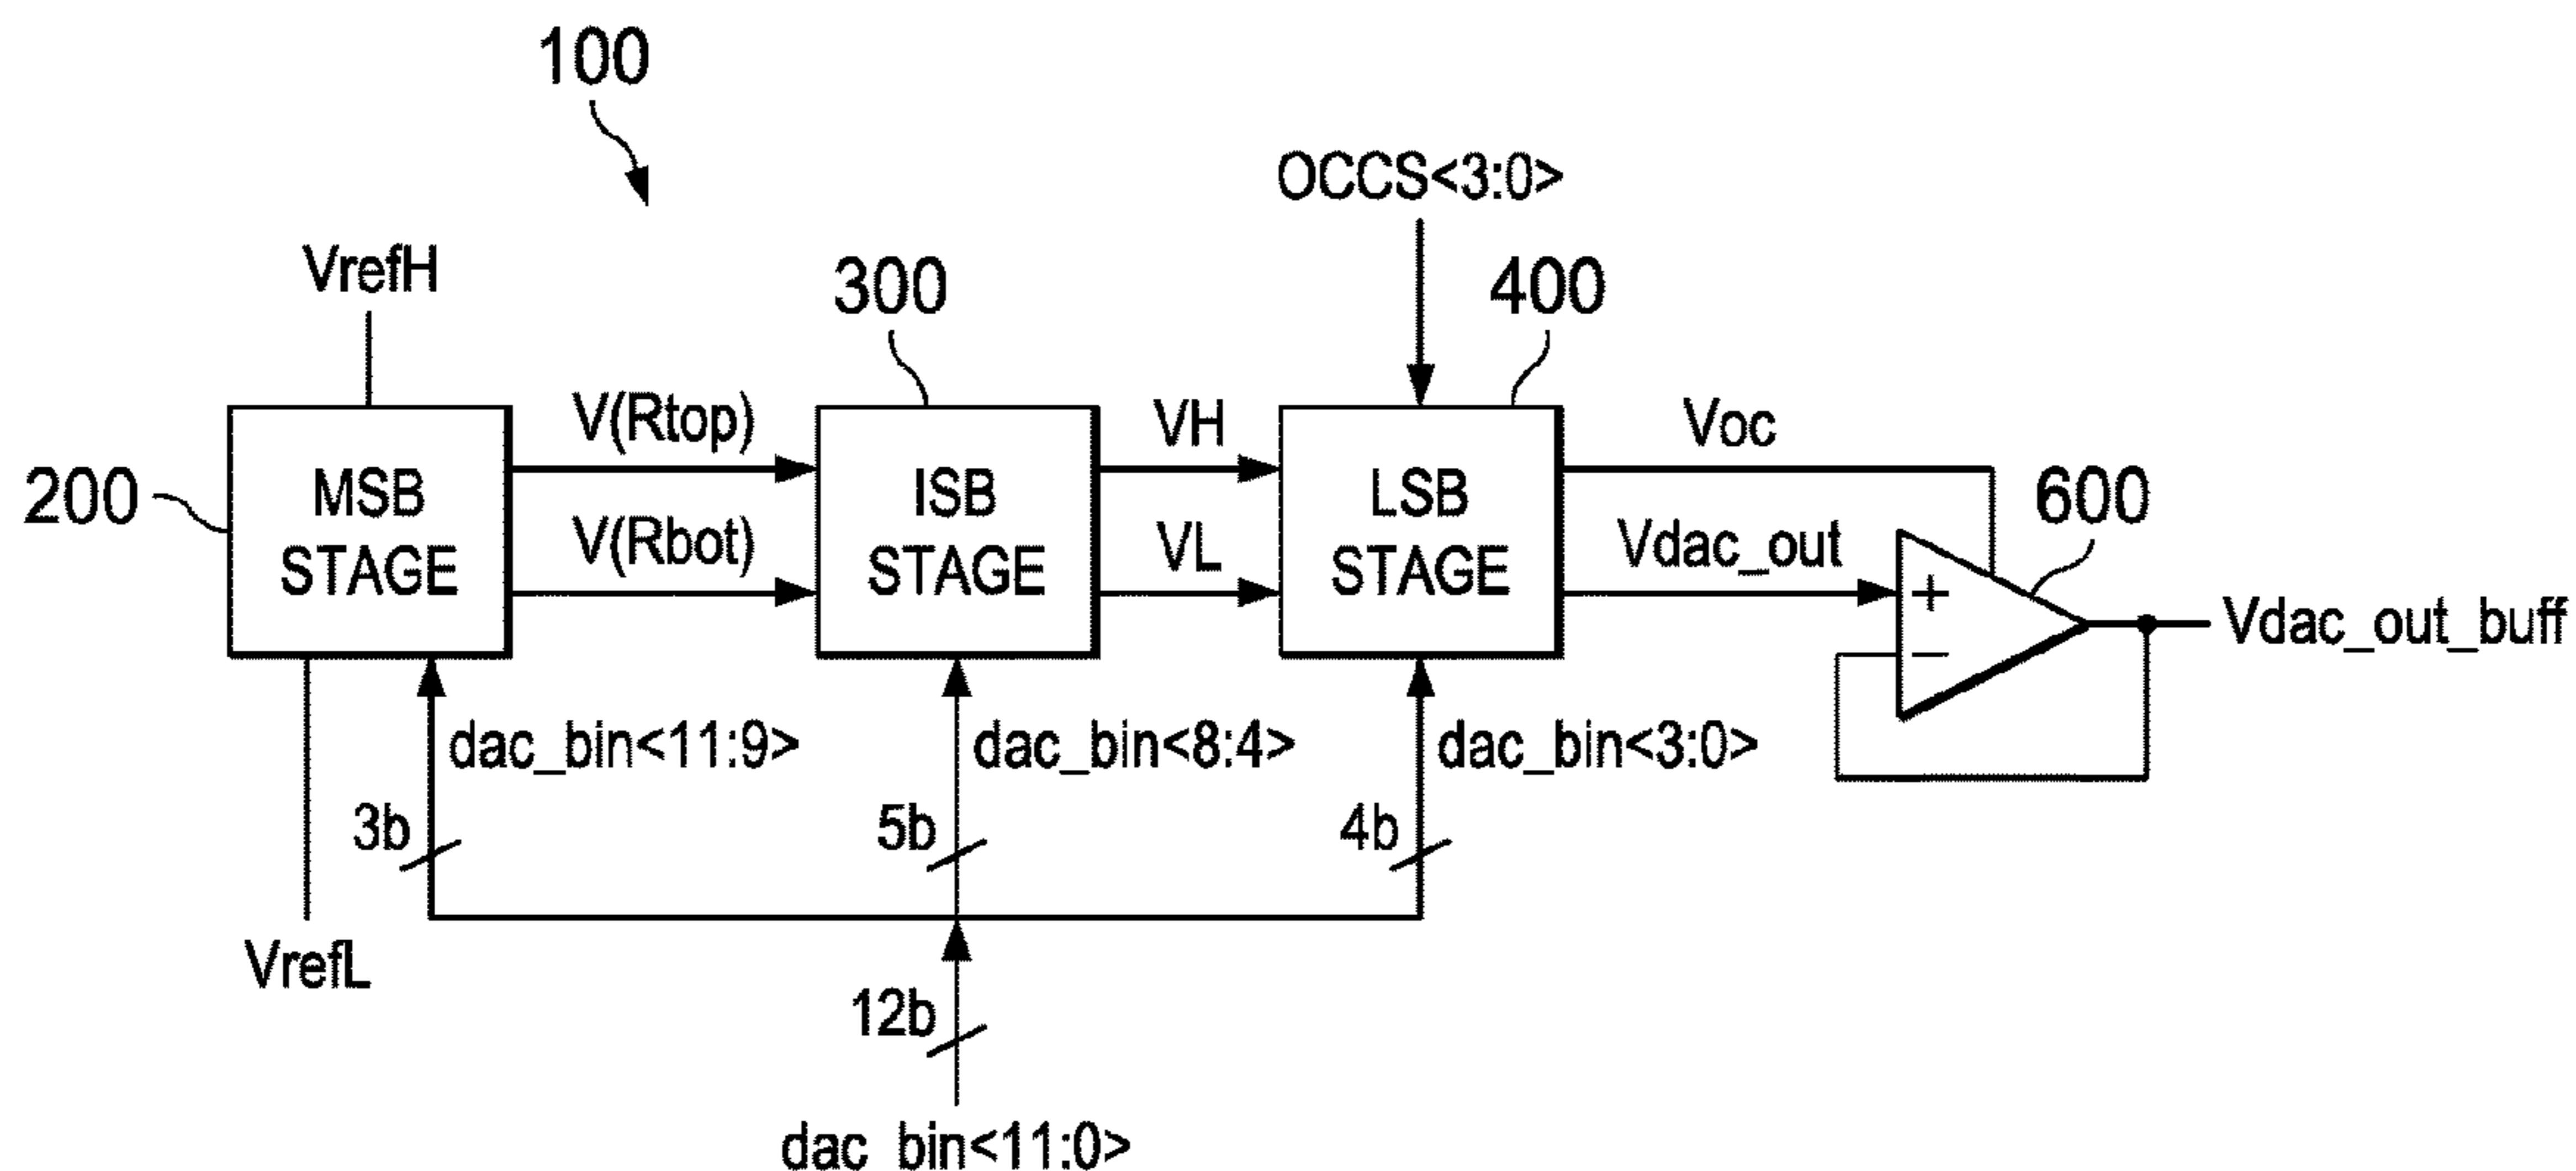 100
OCCS<3:0>
VrefH
300
400
200
MSB
STAGE
V(Rtop)
V(Rbot)
ISB
STAGE
VH
VL
LSB
STAGE
Voc
Vdac_out
600
+
−
Vdac_out_buff
dac_bin<11:9>
dac_bin<8:4>
dac_bin<3:0>
3b
5b
4b
VrefL
12b
dac bin<11:0>